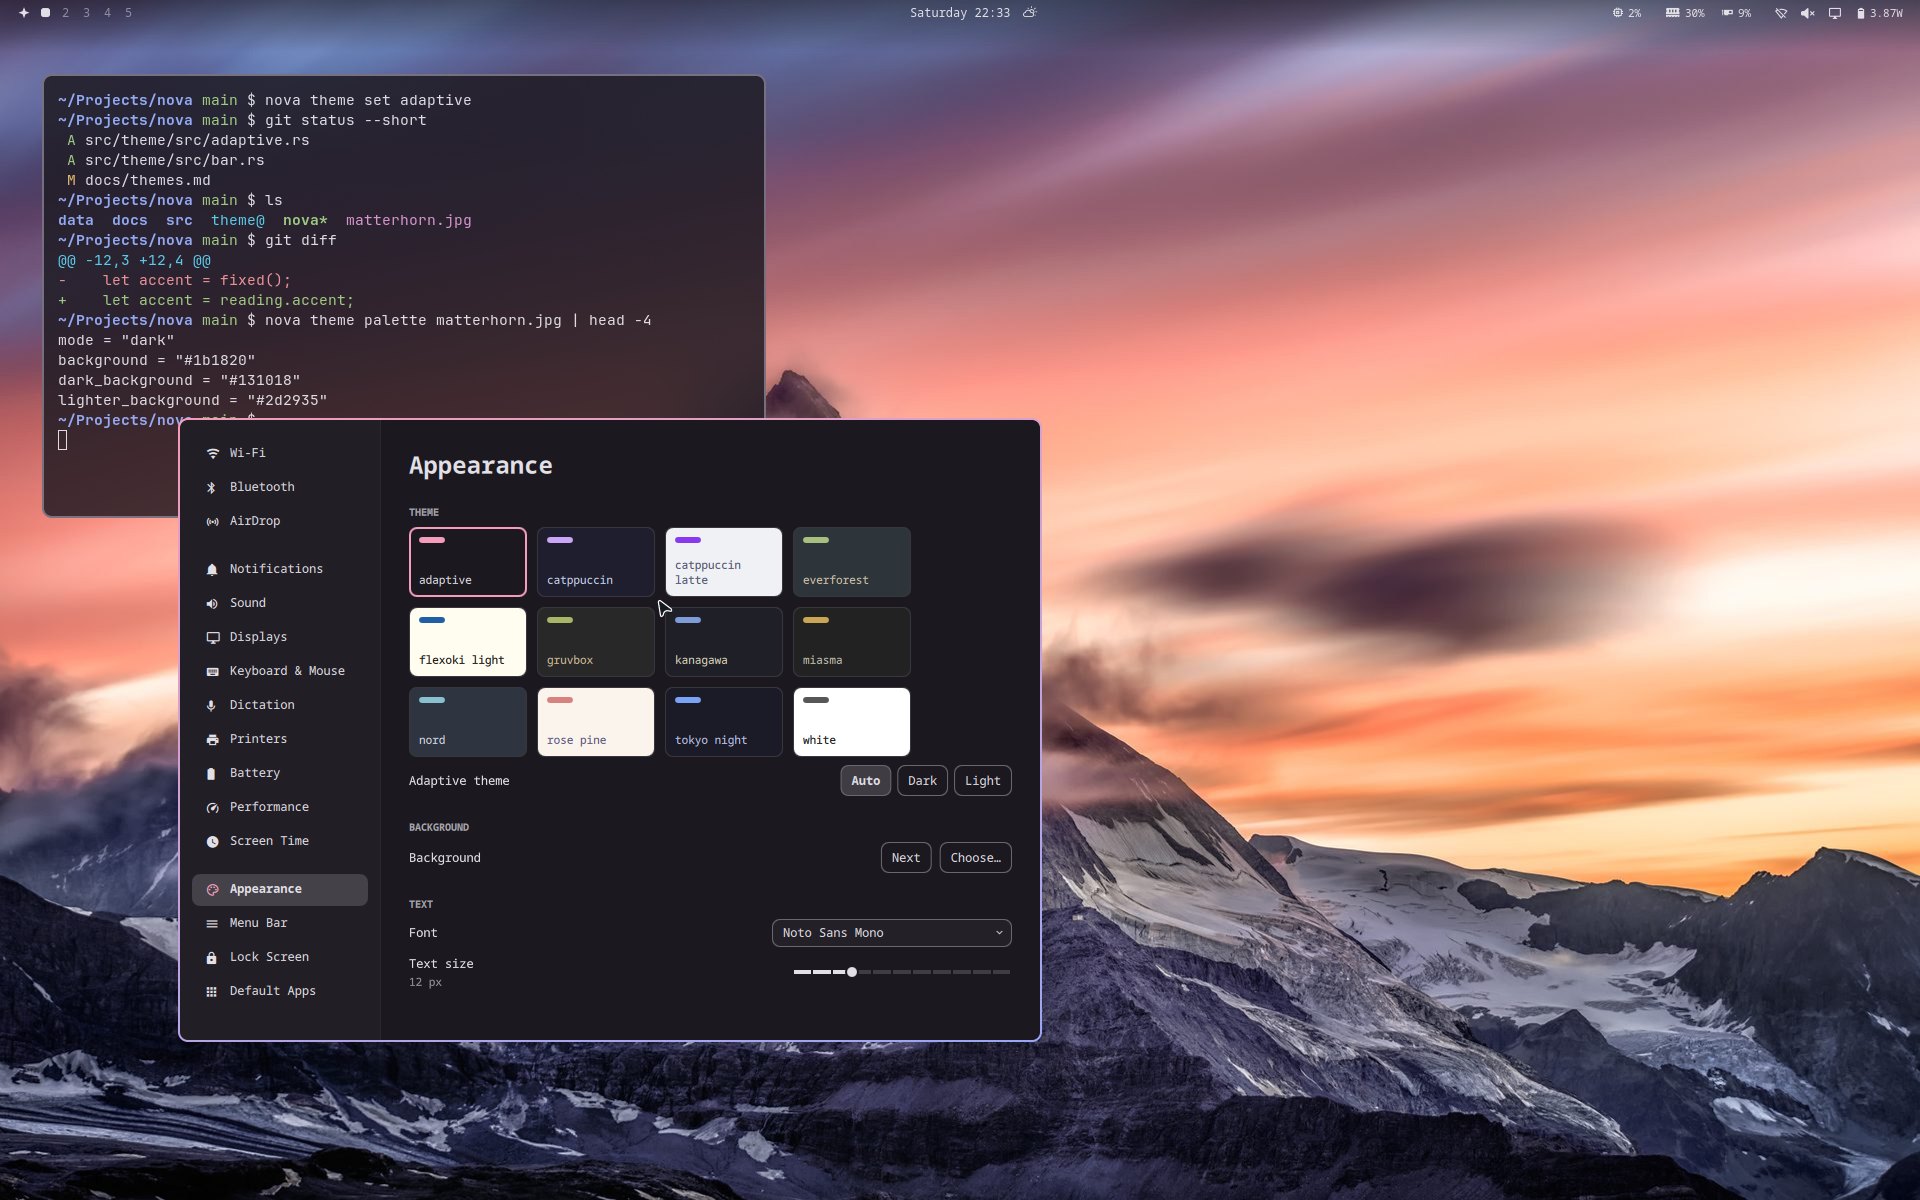 2 3 4 5
Saturday 22:33
2% 30% 9% 3.87W
~/Projects/nova main $ nova theme set adaptive
~/Projects/nova main $ git status --short
A src/theme/src/adaptive.rs
A src/theme/src/bar.rs
M docs/themes.md
~/Projects/nova main $ ls
data docs src theme@ nova* matterhorn.jpg
~/Projects/nova main $ git diff
@@ -12,3 +12,4 @@
-    let accent = fixed();
+    let accent = reading.accent;
~/Projects/nova main $ nova theme palette matterhorn.jpg | head -4
mode = "dark"
background = "#1b1820"
dark_background = "#131018"
lighter_background = "#2d2935"
~/Projects/nova main $
Wi-Fi
Bluetooth
AirDrop
Notifications
Sound
Displays
Keyboard & Mouse
Dictation
Printers
Battery
Performance
Screen Time
Appearance
Menu Bar
Lock Screen
Default Apps
Appearance
THEME
adaptive
catppuccin
catppuccin
latte
everforest
flexoki light
gruvbox
kanagawa
miasma
nord
rose pine
tokyo night
white
Adaptive theme
Auto Dark Light
BACKGROUND
Background
Next Choose…
TEXT
Font
Noto Sans Mono
Text size
12 px